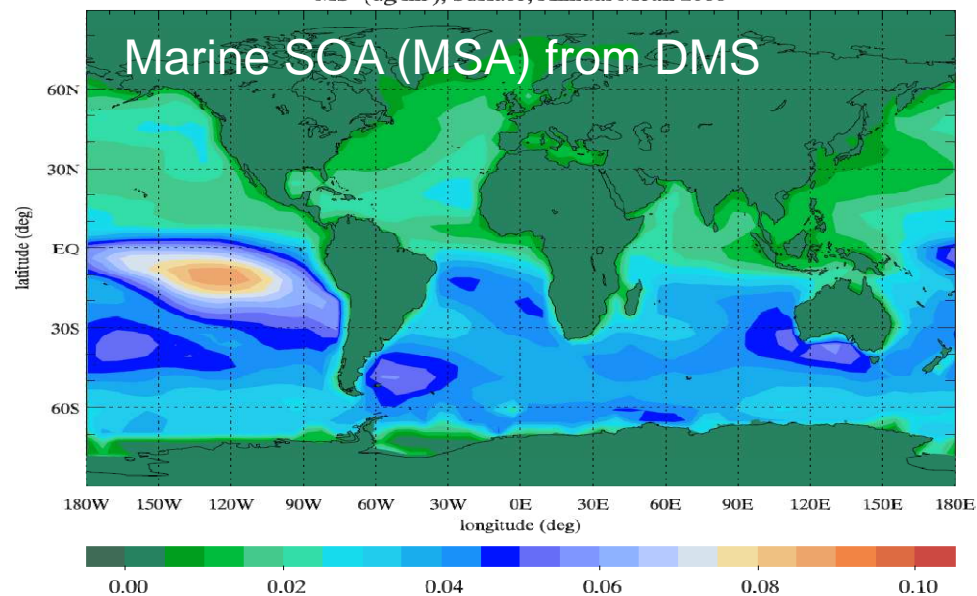 Marine SOA (MSA) from DMS
60N
30N
EQ
30S
60S
latitude (deg)
180W 150W 120W 90W 60W 30W 0E 30E 60E 90E 120E 150E 180E
longitude (deg)
0.00 0.02 0.04 0.06 0.08 0.10